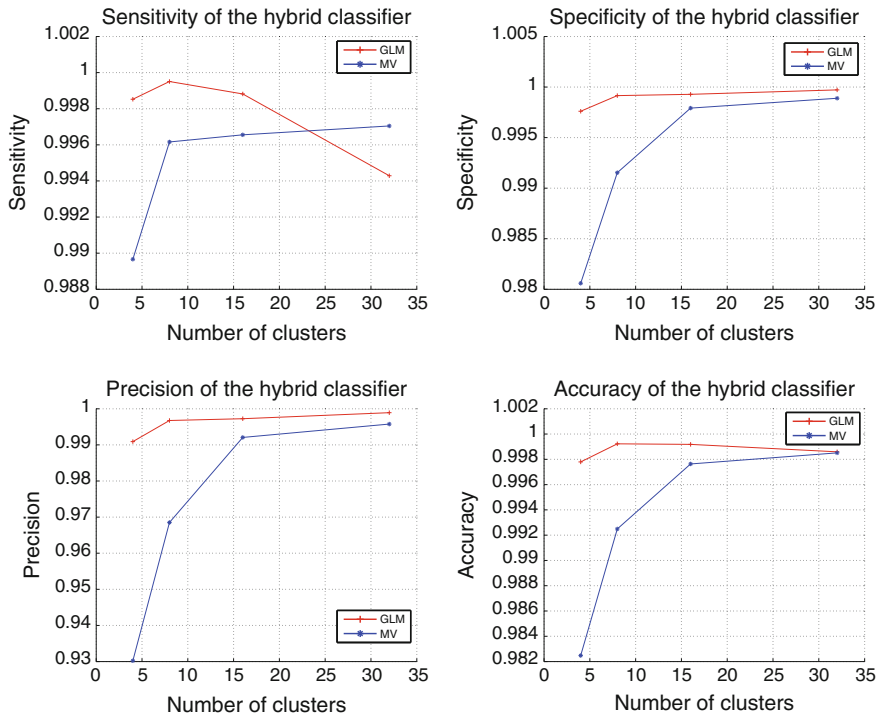 Sensitivity of the hybrid classifier
1.002
1
0.998
0.996
0.994
0.992
0.99
0.988
Sensitivity
0 5 10 15 20 25 30 35
Number of clusters
GLM
MV
Specificity of the hybrid classifier
1.005
1
0.995
0.99
0.985
0.98
Specificity
0 5 10 15 20 25 30 35
Number of clusters
GLM
MV
Precision of the hybrid classifier
1
0.99
0.98
0.97
0.96
0.95
0.94
0.93
Precision
0 5 10 15 20 25 30 35
Number of clusters
GLM
MV
Accuracy of the hybrid classifier
1.002
1
0.998
0.996
0.994
0.992
0.99
0.988
0.986
0.984
0.982
Accuracy
0 5 10 15 20 25 30 35
Number of clusters
GLM
MV